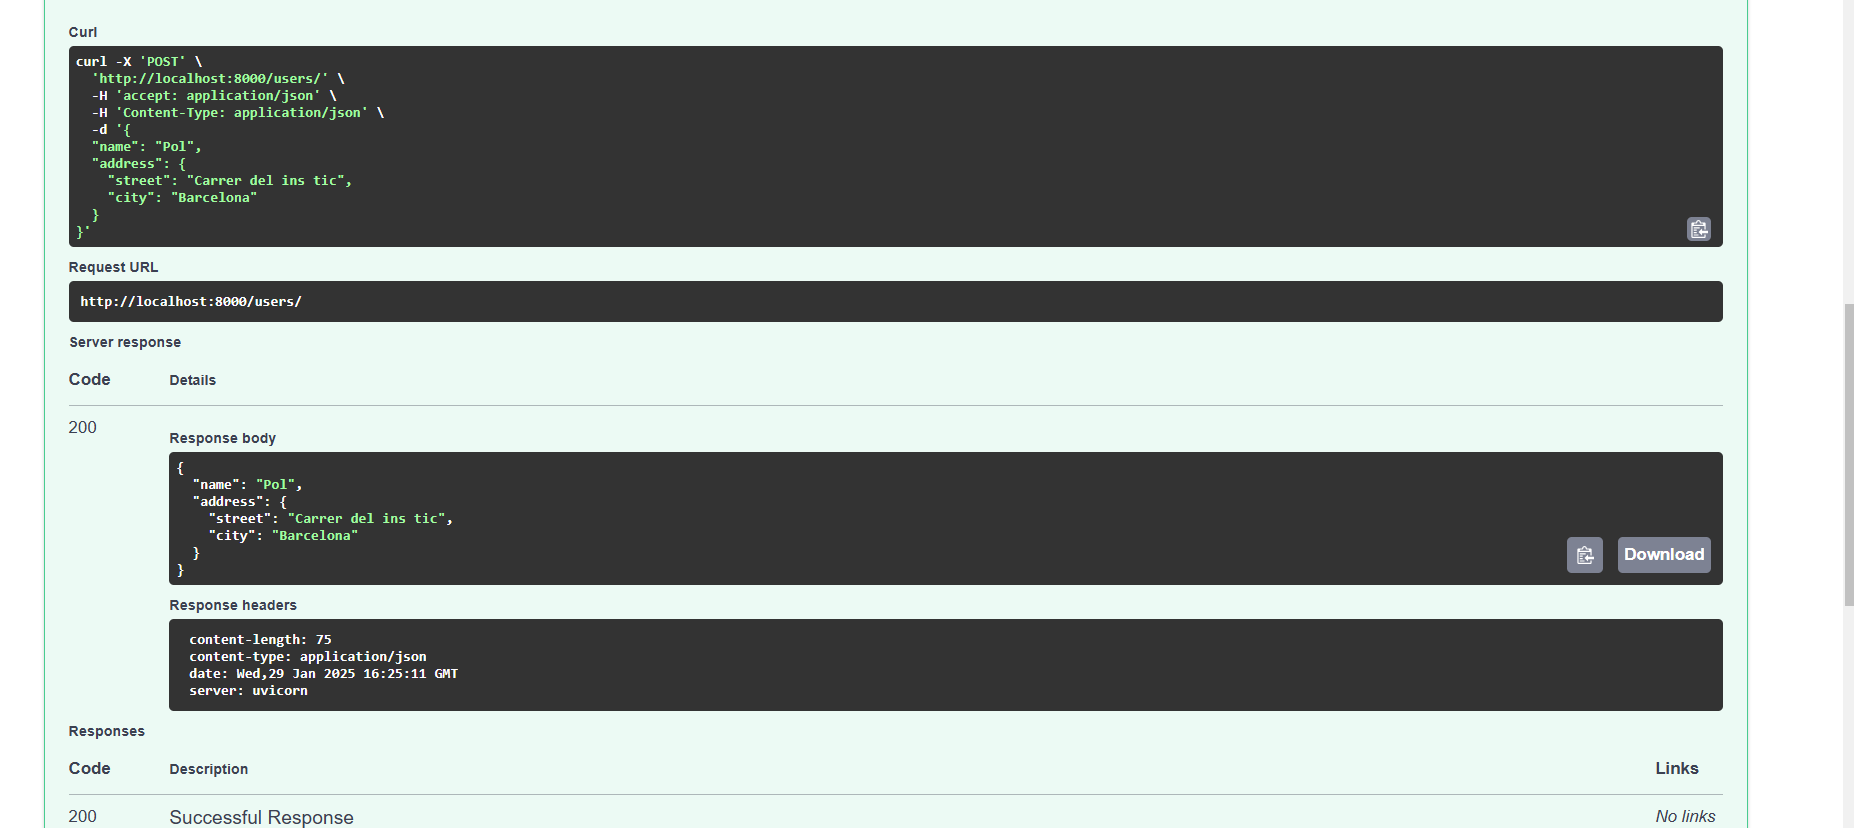 Curl
curl -X 'POST' \
  'http://localhost:8000/users/' \
  -H 'accept: application/json' \
  -H 'Content-Type: application/json' \
  -d '{
  "name": "Pol",
  "address": {
    "street": "Carrer del ins tic",
    "city": "Barcelona"
  }
}'
Request URL
http://localhost:8000/users/
Server response
Code Details
200
Response body
{
  "name": "Pol",
  "address": {
    "street": "Carrer del ins tic",
    "city": "Barcelona"
  }
}
Download
Response headers
content-length: 75
content-type: application/json
date: Wed,29 Jan 2025 16:25:11 GMT
server: uvicorn
Responses
Code Description Links
200 Successful Response No links